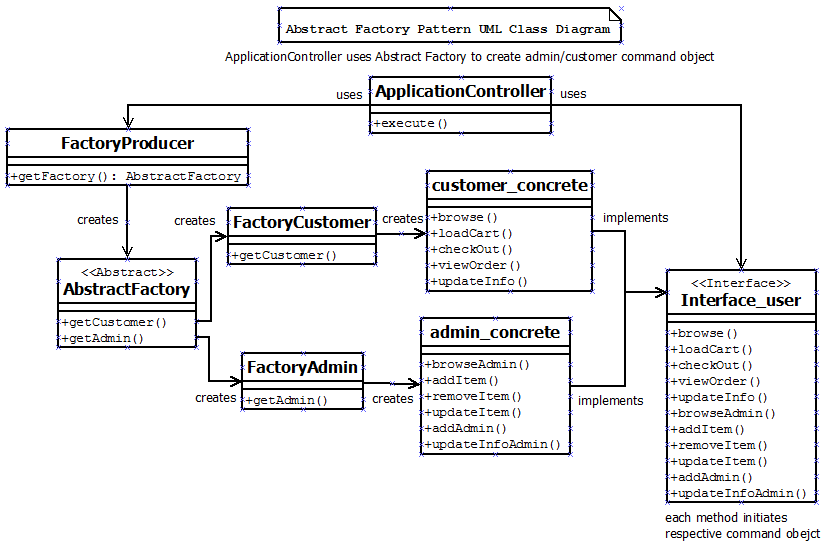 Abstract Factory Pattern UML Class Diagram
ApplicationController uses Abstract Factory to create admin/customer command object
ApplicationController
+execute()
uses
uses
FactoryProducer
+getFactory(): AbstractFactory
creates
<<Abstract>>
AbstractFactory
+getCustomer()
+getAdmin()
creates
FactoryCustomer
+getCustomer()
creates
customer_concrete
+browse()
+loadCart()
+checkOut()
+viewOrder()
+updateInfo()
implements
creates
FactoryAdmin
+getAdmin()
creates
admin_concrete
+browseAdmin()
+addItem()
+removeItem()
+updateItem()
+addAdmin()
+updateInfoAdmin()
implements
<<Interface>>
Interface_user
+browse()
+loadCart()
+checkOut()
+viewOrder()
+updateInfo()
+browseAdmin()
+addItem()
+removeItem()
+updateItem()
+addAdmin()
+updateInfoAdmin()
each method initiates
respective command obejct